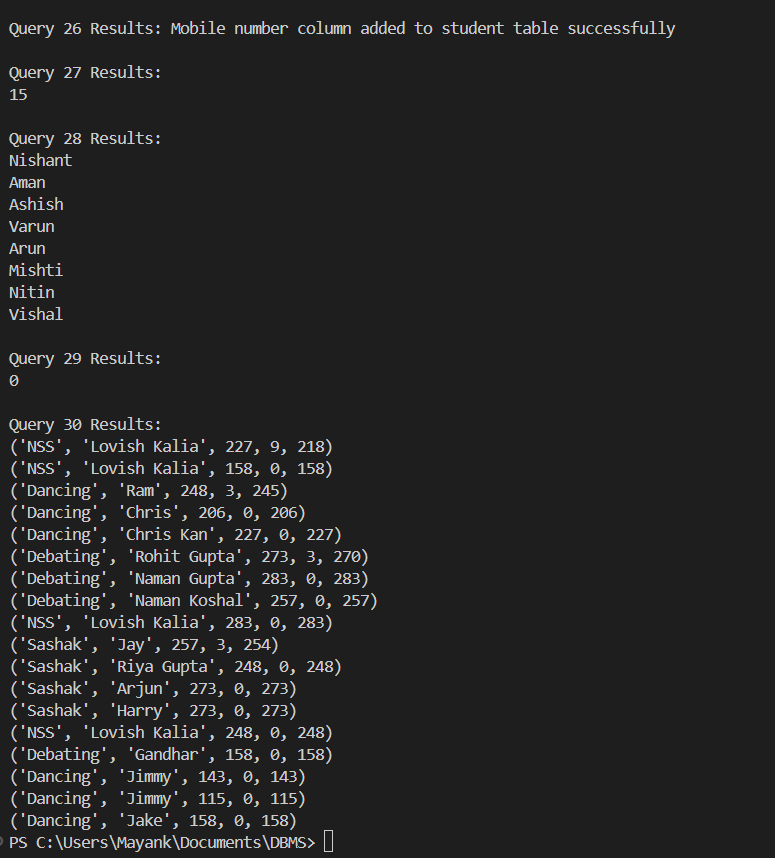 Query 26 Results: Mobile number column added to student table successfully
Query 27 Results:
15
Query 28 Results:
Nishant
Aman
Ashish
Varun
Arun
Mishti
Nitin
Vishal
Query 29 Results:
0
Query 30 Results:
('NSS', 'Lovish Kalia', 227, 9, 218)
('NSS', 'Lovish Kalia', 158, 0, 158)
('Dancing', 'Ram', 248, 3, 245)
('Dancing', 'Chris', 206, 0, 206)
('Dancing', 'Chris Kan', 227, 0, 227)
('Debating', 'Rohit Gupta', 273, 3, 270)
('Debating', 'Naman Gupta', 283, 0, 283)
('Debating', 'Naman Koshal', 257, 0, 257)
('NSS', 'Lovish Kalia', 283, 0, 283)
('Sashak', 'Jay', 257, 3, 254)
('Sashak', 'Riya Gupta', 248, 0, 248)
('Sashak', 'Arjun', 273, 0, 273)
('Sashak', 'Harry', 273, 0, 273)
('NSS', 'Lovish Kalia', 248, 0, 248)
('Debating', 'Gandhar', 158, 0, 158)
('Dancing', 'Jimmy', 143, 0, 143)
('Dancing', 'Jimmy', 115, 0, 115)
('Dancing', 'Jake', 158, 0, 158)
PS C:\Users\Mayank\Documents\DBMS>